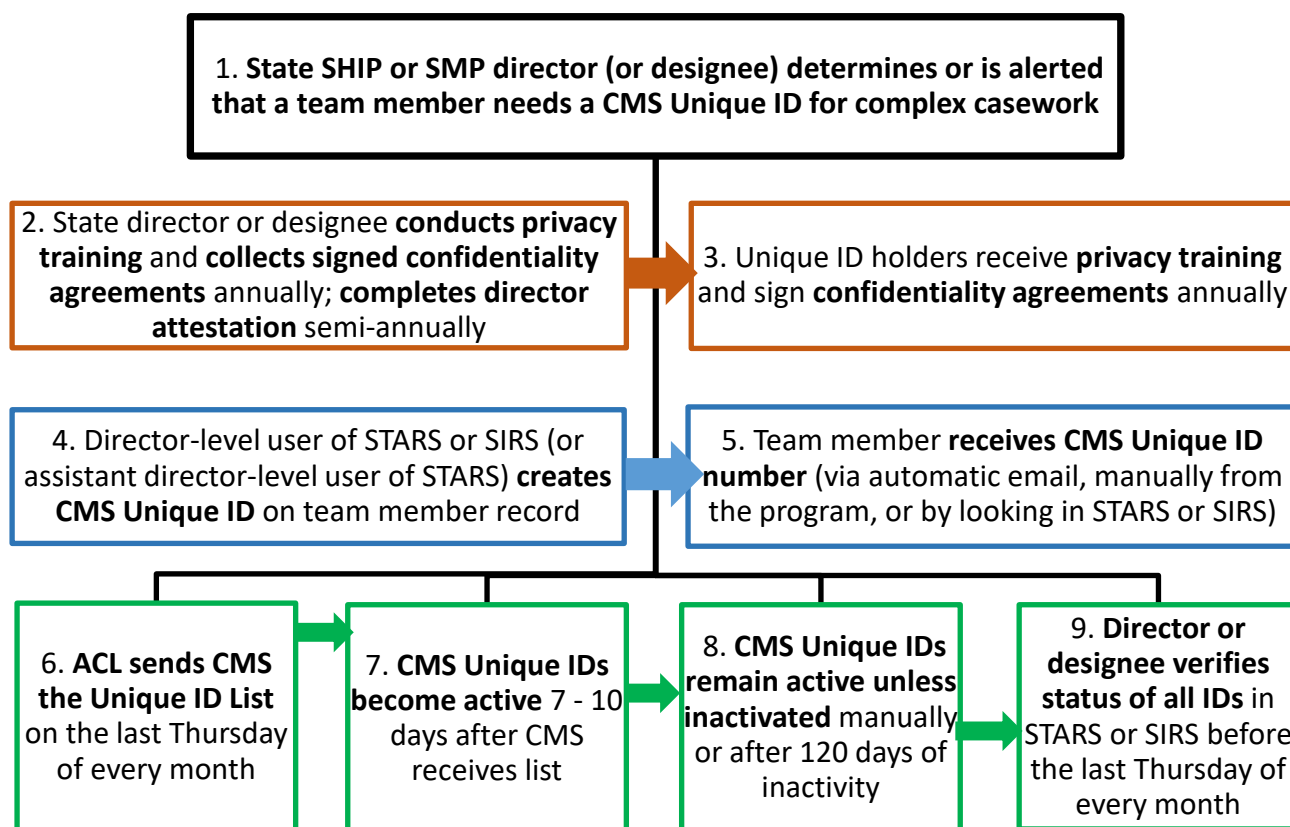 1. State SHIP or SMP director (or designee) determines or is alerted
that a team member needs a CMS Unique ID for complex casework
2. State director or designee conducts privacy
training and collects signed confidentiality
agreements annually; completes director
attestation semi-annually
3. Unique ID holders receive privacy training
and sign confidentiality agreements annually
4. Director-level user of STARS or SIRS (or
assistant director-level user of STARS) creates
CMS Unique ID on team member record
5. Team member receives CMS Unique ID
number (via automatic email, manually from
the program, or by looking in STARS or SIRS)
6. ACL sends CMS
the Unique ID List
on the last Thursday
of every month
7. CMS Unique IDs
become active 7 - 10
days after CMS
receives list
8. CMS Unique IDs
remain active unless
inactivated manually
or after 120 days of
inactivity
9. Director or
designee verifies
status of all IDs in
STARS or SIRS before
the last Thursday of
every month